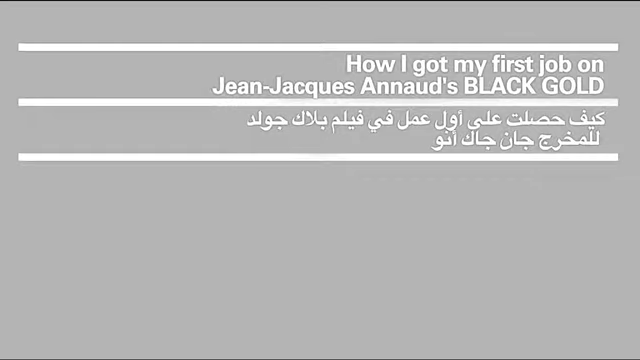 How I got my first job on
Jean-Jacques Annaud's BLACK GOLD
كيف حصلت على أول عمل في فيلم بلاك جولد
للمخرج جان جاك أنو